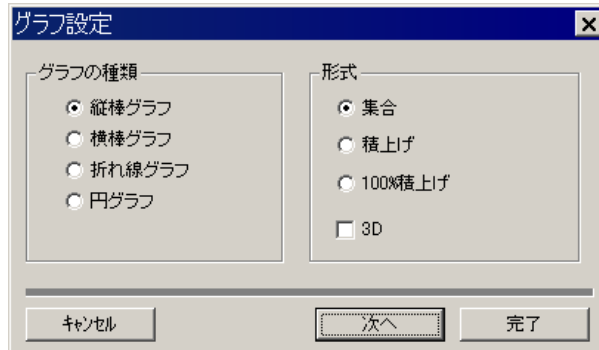 グラフ設定
グラフの種類
縦棒グラフ
横棒グラフ
折れ線グラフ
円グラフ
形式
集合
積上げ
100%積上げ
3D
キャンセル
次へ
完了